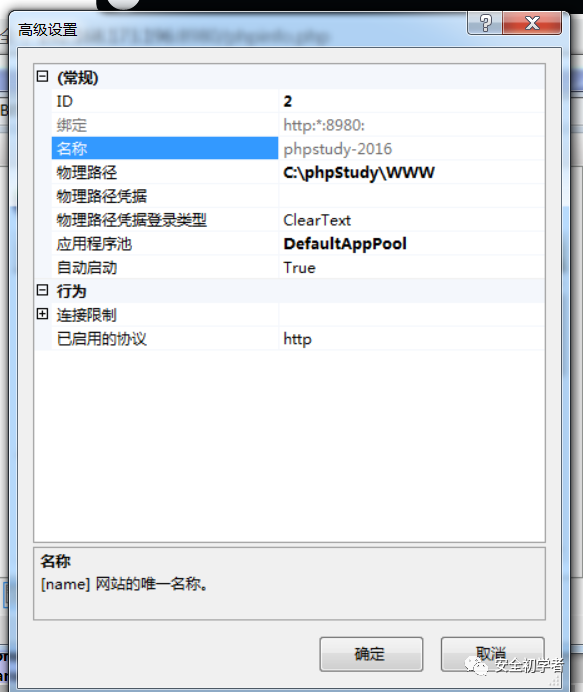 高级设置
(常规)
ID 2
绑定 http:*:8980:
名称 phpstudy-2016
物理路径 C:\phpStudy\WWW
物理路径凭据
物理路径凭据登录类型 ClearText
应用程序池 DefaultAppPool
自动启动 True
行为
连接限制
已启用的协议 http
名称
[name] 网站的唯一名称。
确定 取消
安全初学者